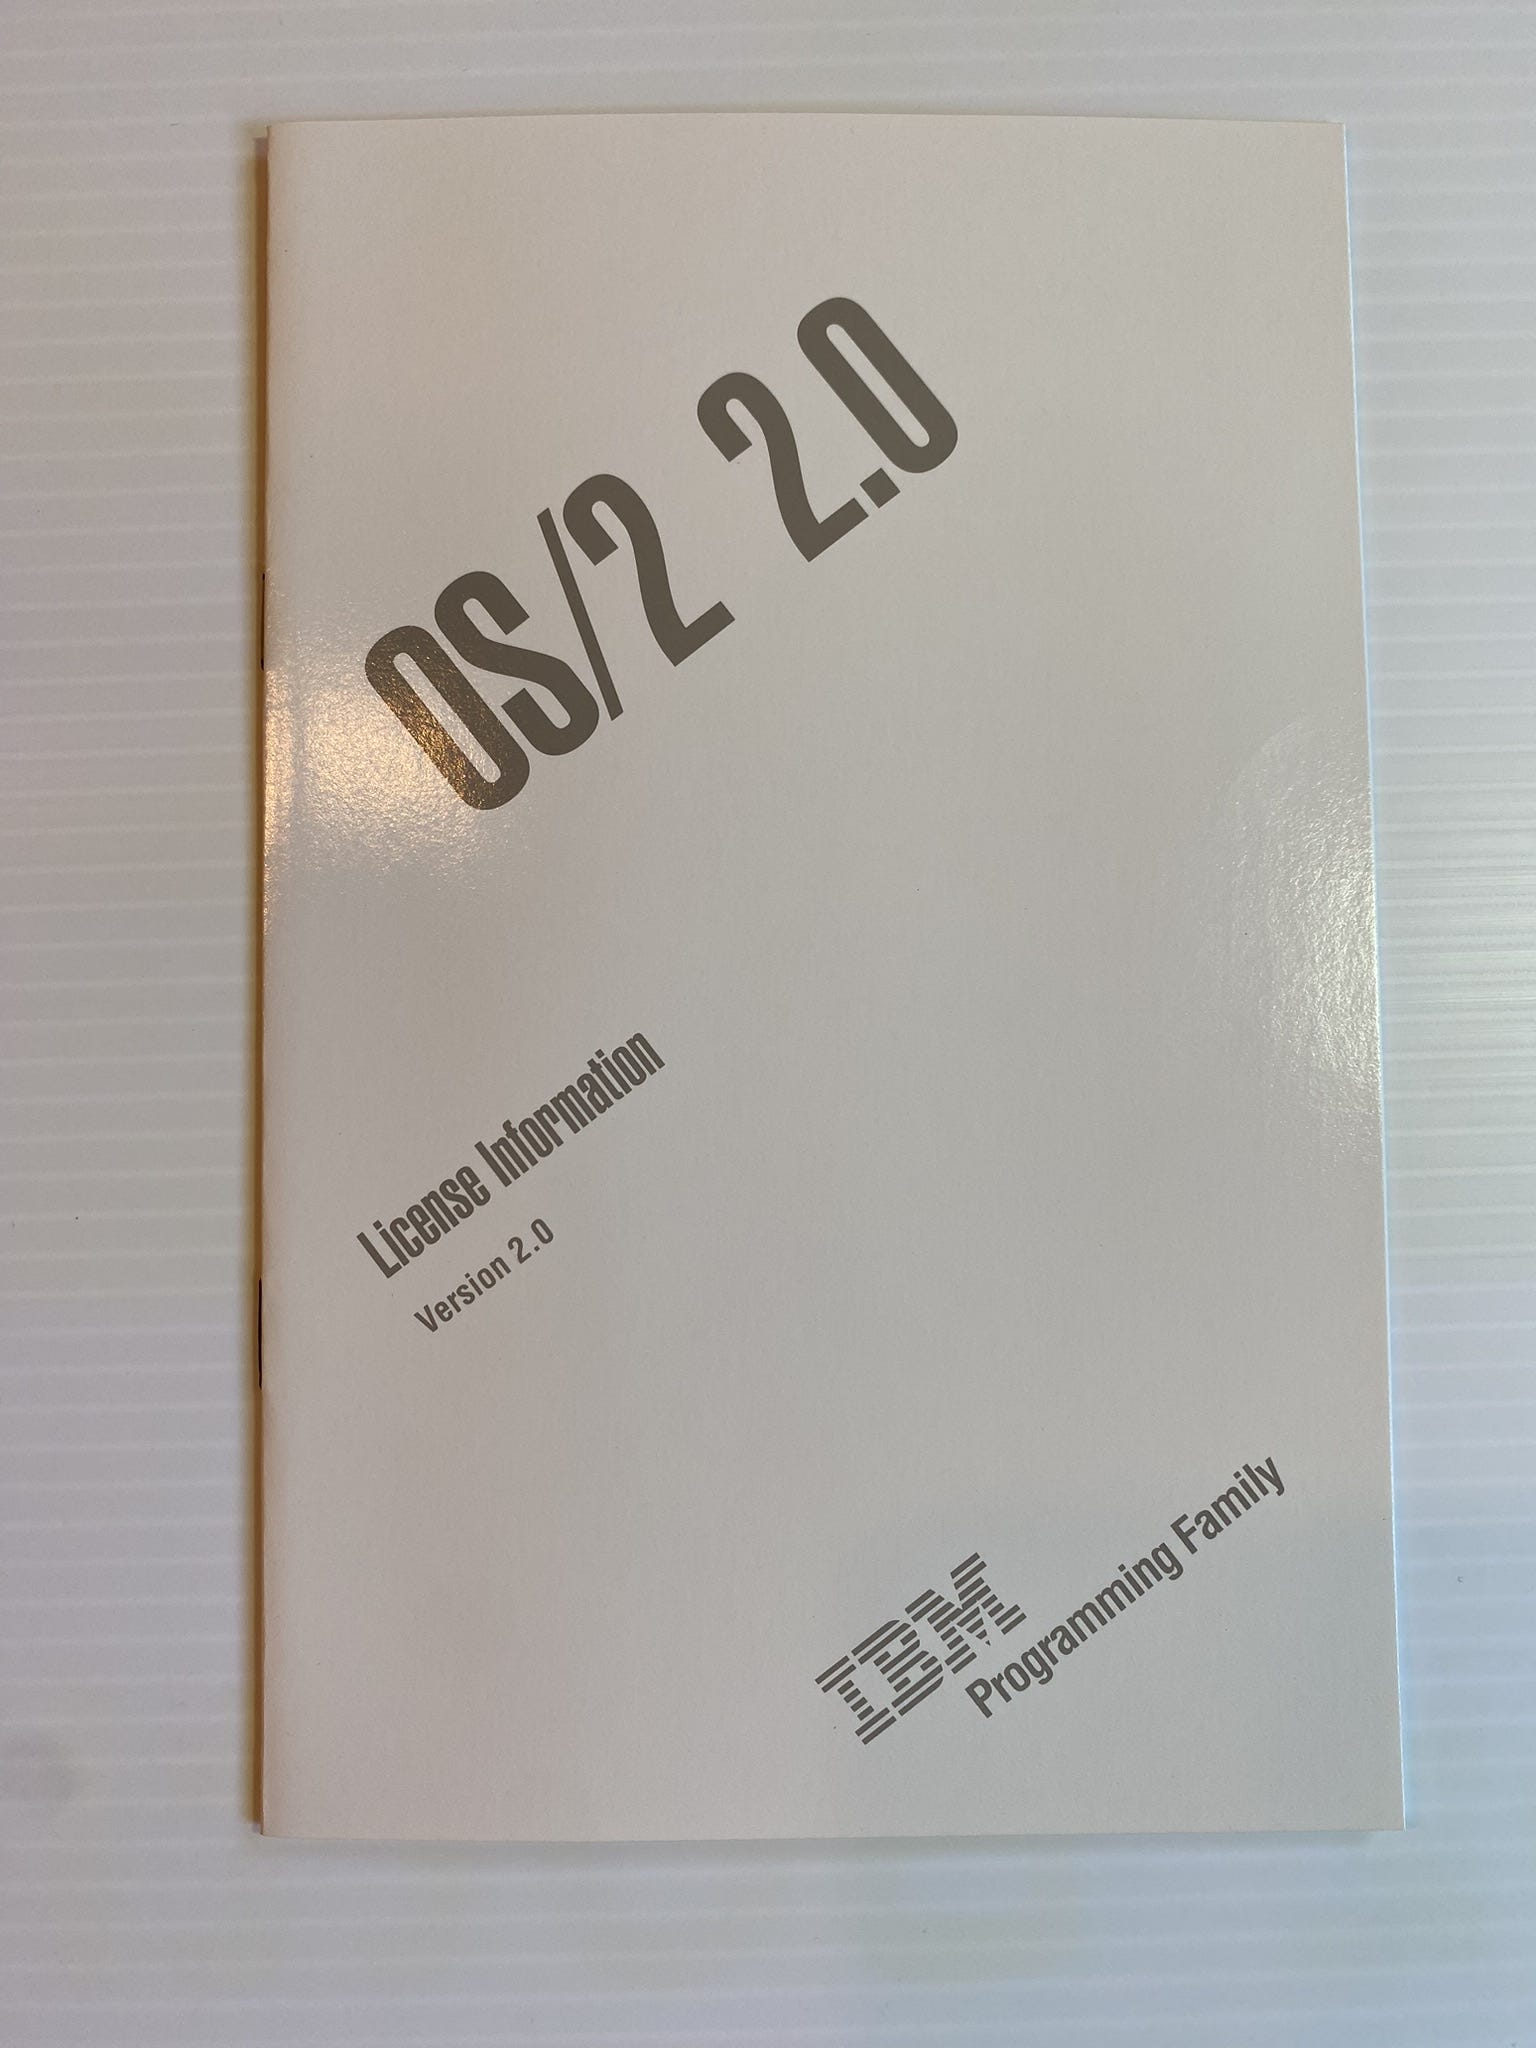 OS/2 2.0
License Information
Version 2.0
IBM
Programming Family